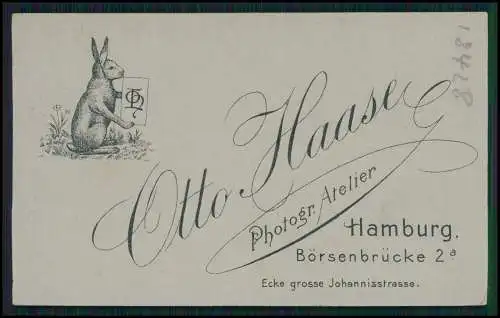 Otto Haase
Photogr. Atelier
Hamburg.
Börsenbrücke 2ª
Ecke grosse Johannisstrasse.